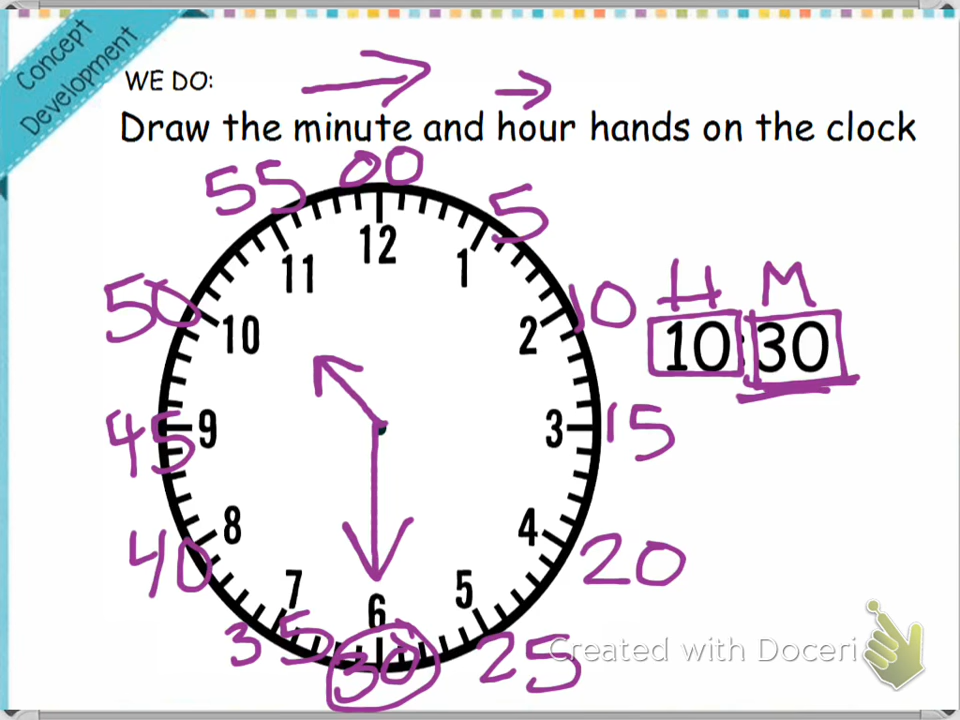 Concept
Development
WE DO:
Draw the minute and hour hands on the clock
55 00 5
50 10
45 15
40 20
35 30 25
12
11 1
10 2
9 3
8 4
7 5
6
H M
10:30
Created with Doceri